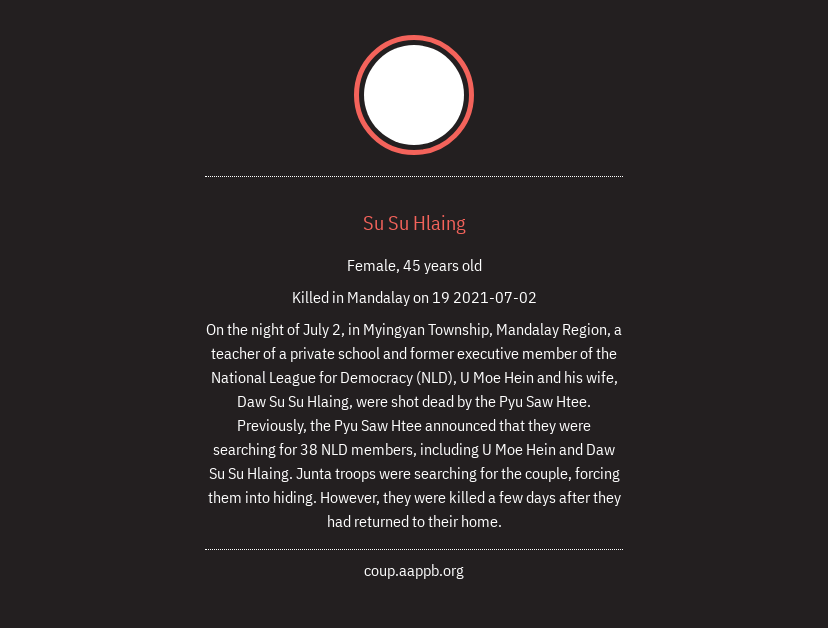 Su Su Hlaing
Female, 45 years old
Killed in Mandalay on 19 2021-07-02
On the night of July 2, in Myingyan Township, Mandalay Region, a
teacher of a private school and former executive member of the
National League for Democracy (NLD), U Moe Hein and his wife,
Daw Su Su Hlaing, were shot dead by the Pyu Saw Htee.
Previously, the Pyu Saw Htee announced that they were
searching for 38 NLD members, including U Moe Hein and Daw
Su Su Hlaing. Junta troops were searching for the couple, forcing
them into hiding. However, they were killed a few days after they
had returned to their home.
coup.aappb.org